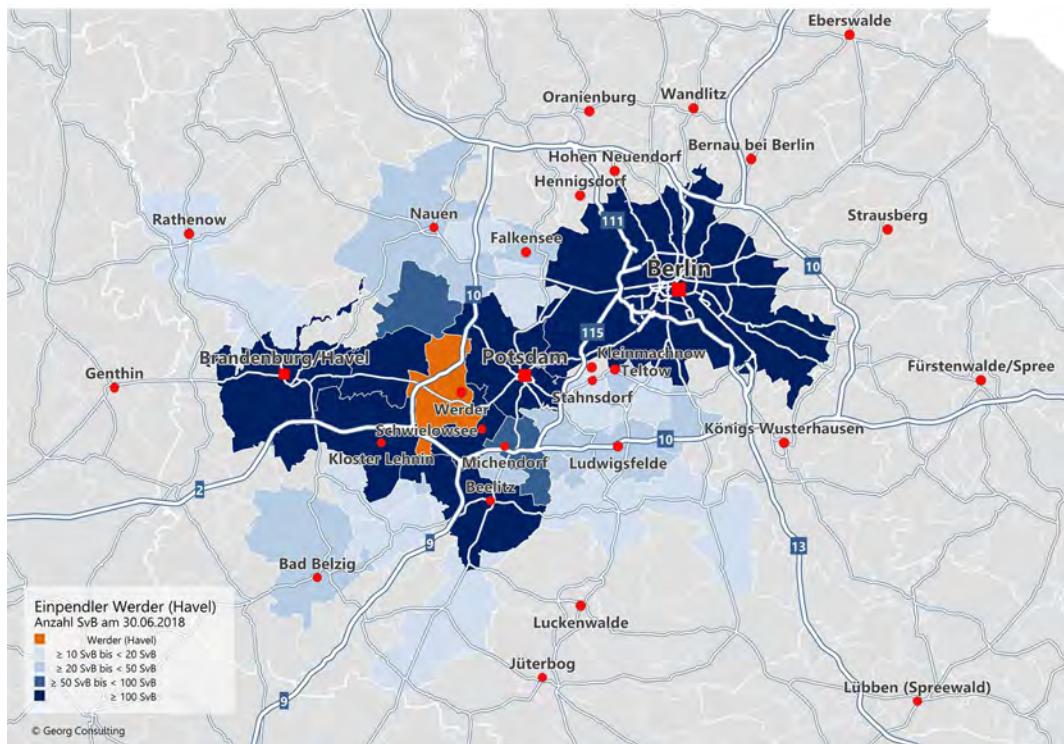 Eberswalde
Oranienburg
Wandlitz
Hohen Neuendorf
Bernau bei Berlin
Hennigsdorf
Rathenow
Nauen
111
Strausberg
Falkensee
Berlin
10
10
115
Brandenburg/Havel
Potsdam
Kleinmachnow
Genthin
Teltow
Fürstenwalde/Spree
Stahnsdorf
Werder
Schwielowsee
10
Königs Wusterhausen
Kloster Lehnin
Michendorf
Ludwigsfelde
2
Beelitz
9
13
Bad Belzig
Luckenwalde
Jüterbog
Lübben (Spreewald)
9
Einpendler Werder (Havel)
Anzahl SvB am 30.06.2018
Werder (Havel)
≥ 10 SvB bis < 20 SvB
≥ 20 SvB bis < 50 SvB
≥ 50 SvB bis < 100 SvB
≥ 100 SvB
© Georg Consulting